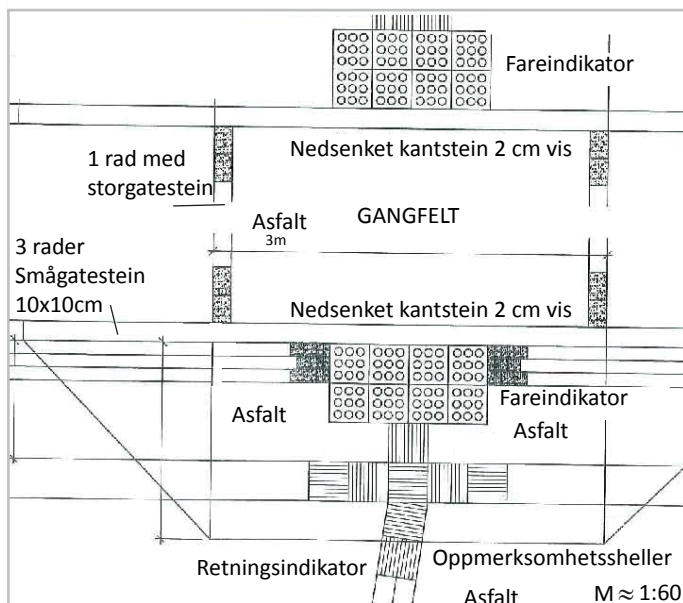 Fareindikator
Nedsenket kantstein 2 cm vis
1 rad med
storgatestein
GANGFELT
Asfalt
3m
3 rader
Smågatestein
10x10cm
Nedsenket kantstein 2 cm vis
Fareindikator
Asfalt
Asfalt
Retningsindikator
Oppmerksomhetssheller
Asfalt
M ≈ 1:60